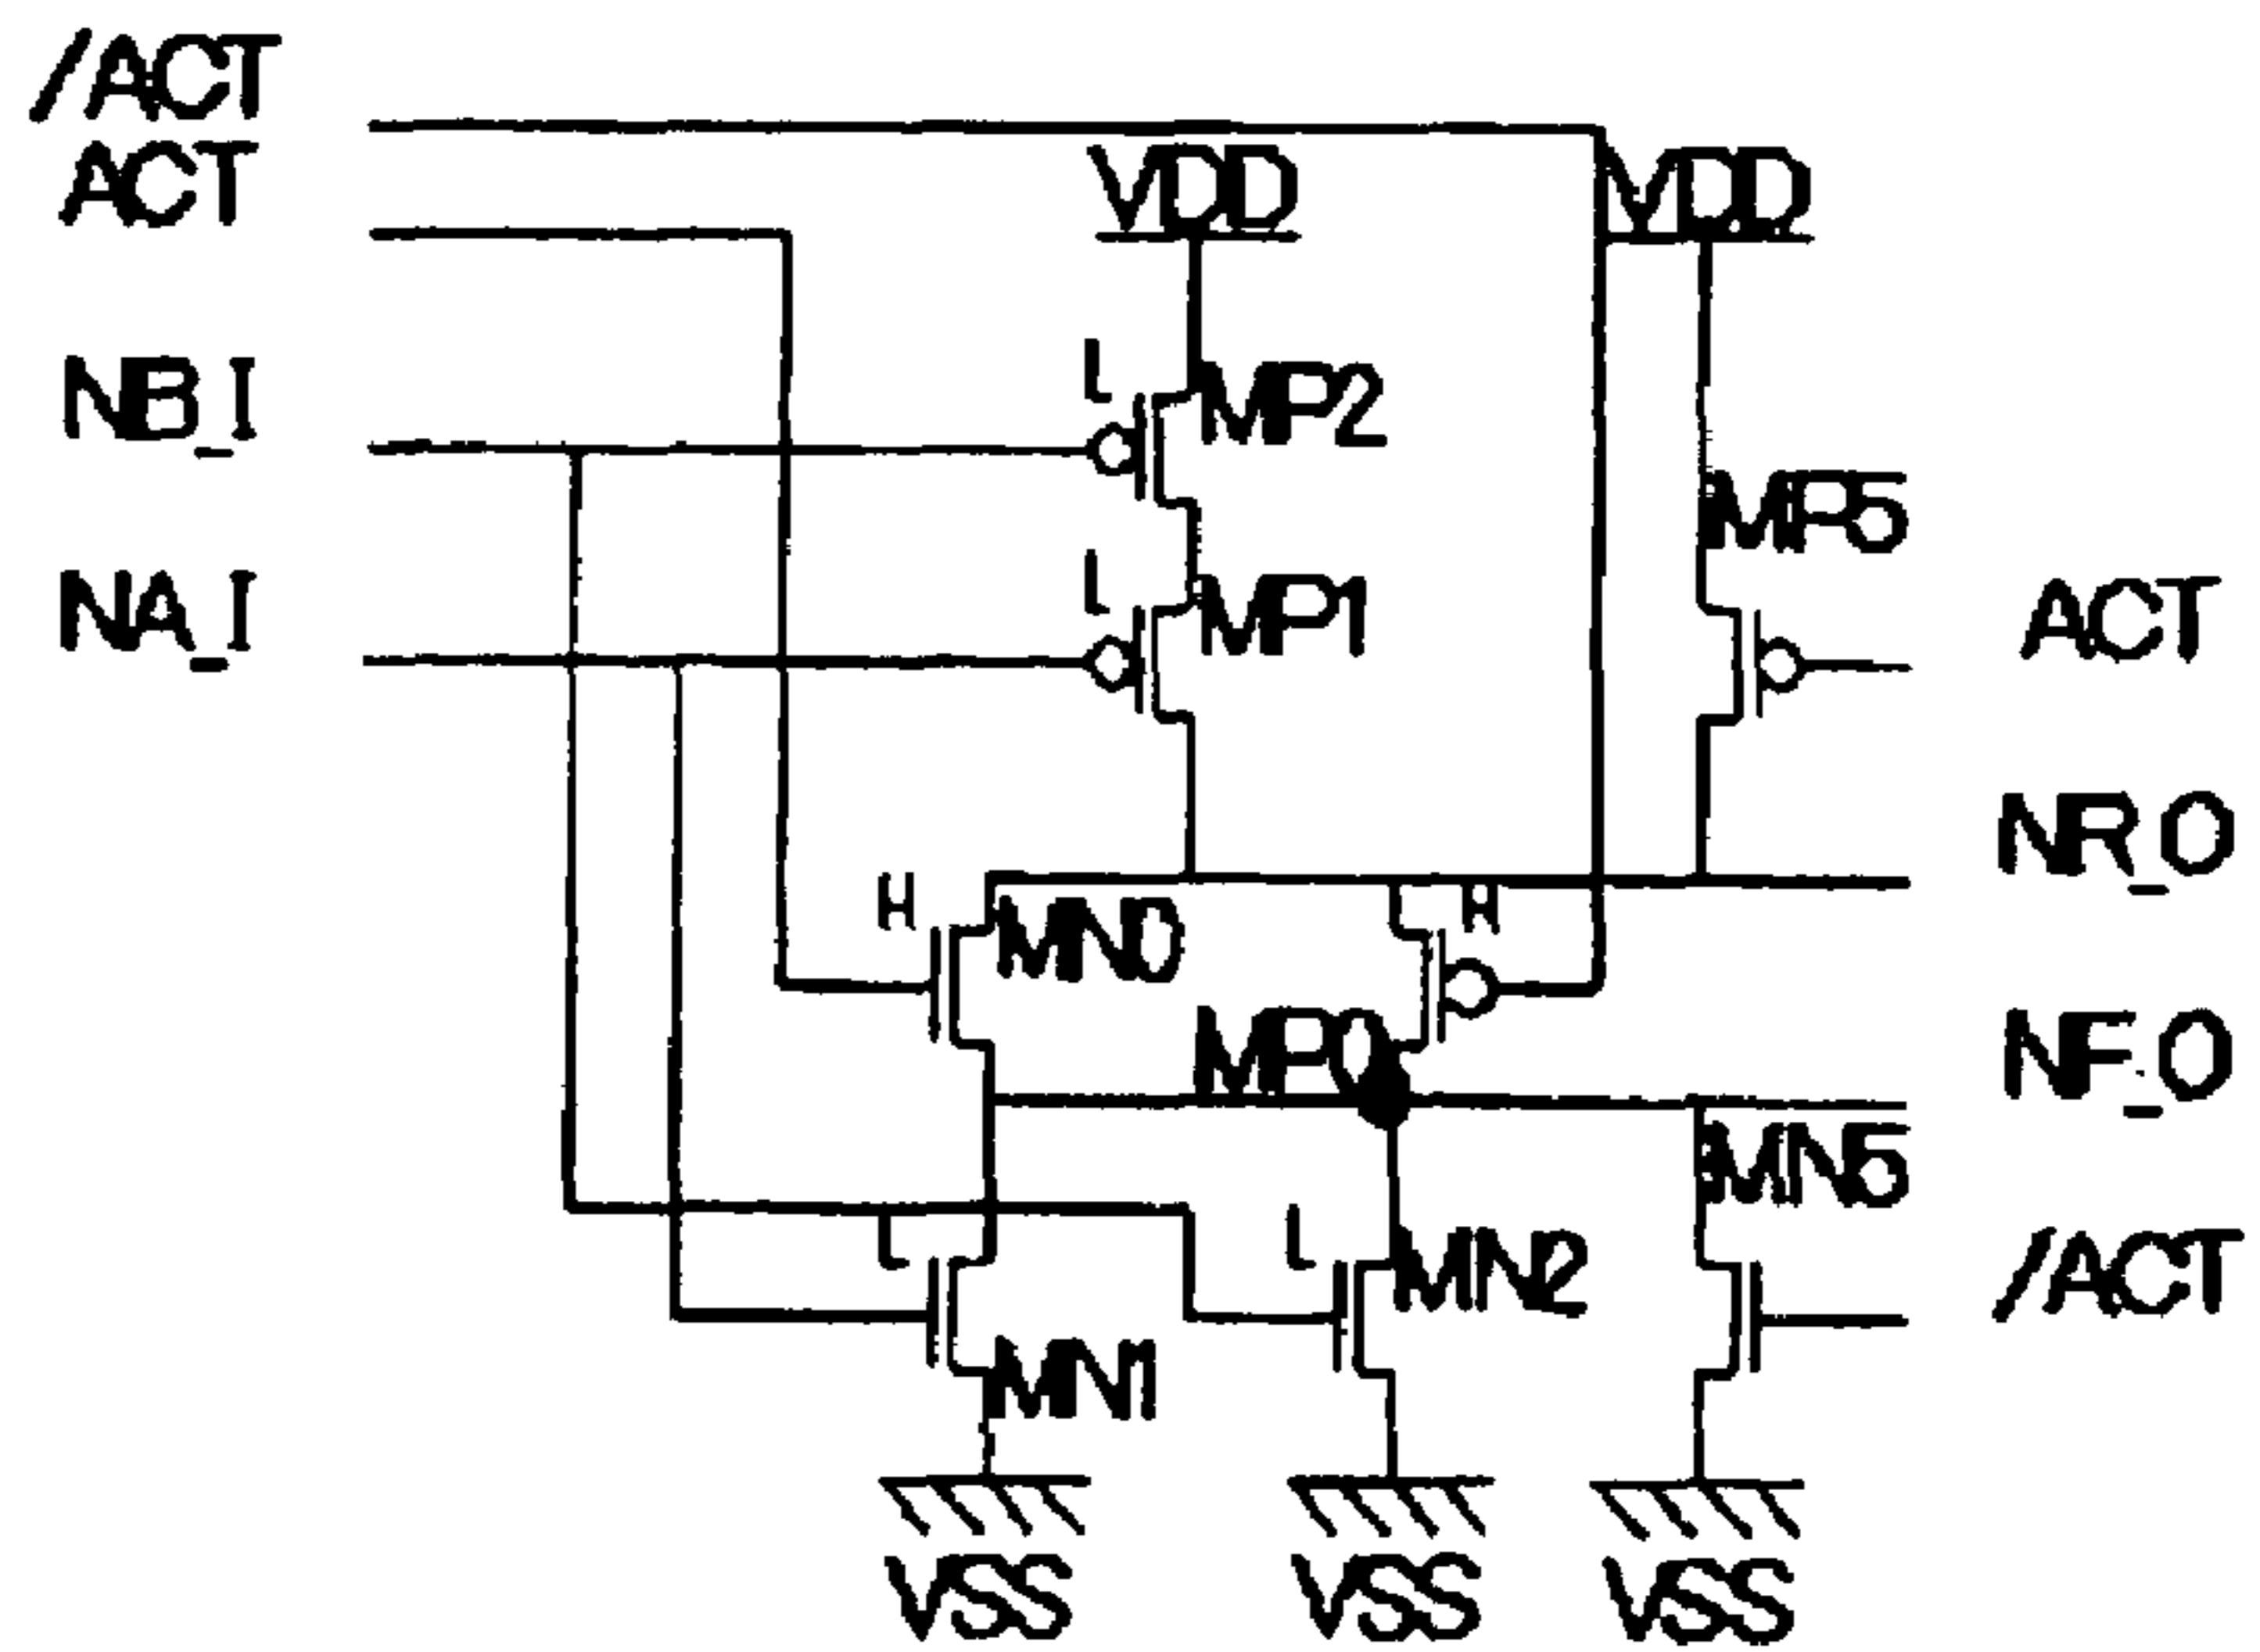 /ACT
ACT
VDD VDD
L
NB_I MP2
MP5
L
NA_I MP1 ACT
NR_O
H H
MN0
MP0 NF_O
MN5
L L
MN2 /ACT
MN1
VSS VSS VSS